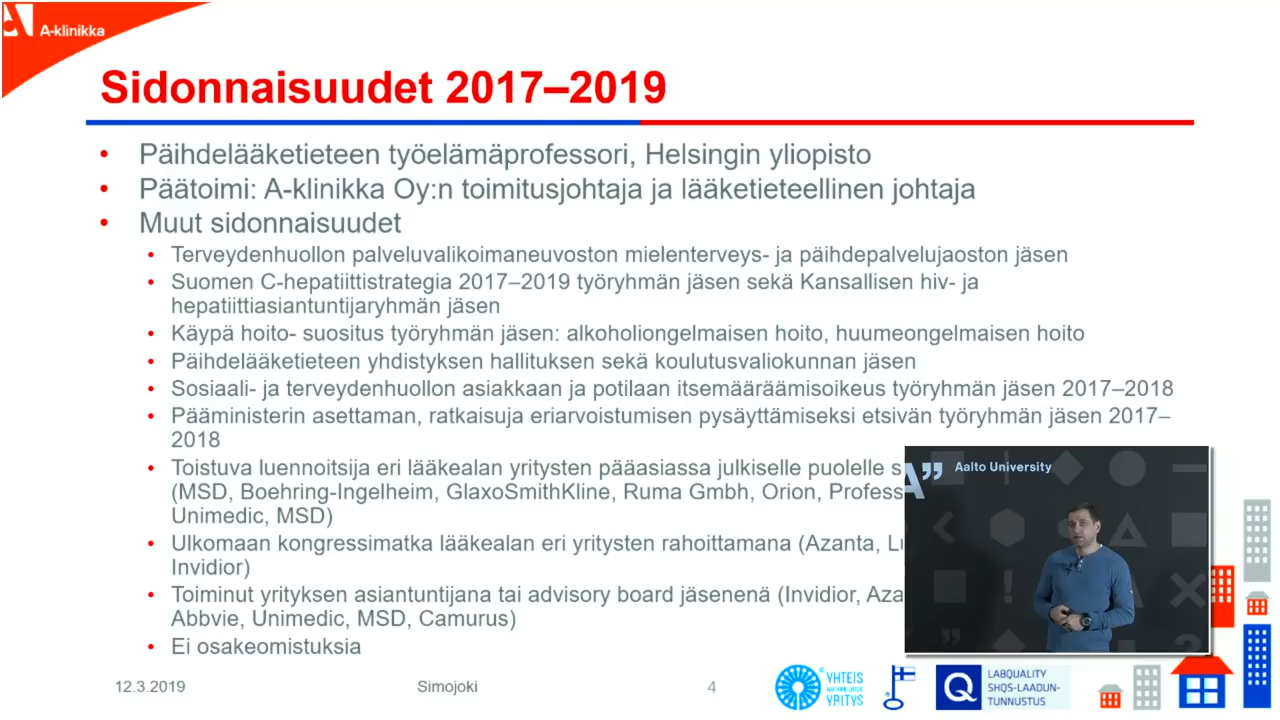 A-klinikka
Sidonnaisuudet 2017–2019
• Päihdelääketieteen työelämäprofessori, Helsingin yliopisto
• Päätoimi: A-klinikka Oy:n toimitusjohtaja ja lääketieteellinen johtaja
• Muut sidonnaisuudet
• Terveydenhuollon palveluvalikoimaneuvoston mielenterveys- ja päihdepalvelujaoston jäsen
• Suomen C-hepatiittistrategia 2017–2019 työryhmän jäsen sekä Kansallisen hiv- ja
hepatiittiasiantuntijaryhmän jäsen
• Käypä hoito- suositus työryhmän jäsen: alkoholiongelmaisen hoito, huumeongelmaisen hoito
• Päihdelääketieteen yhdistyksen hallituksen sekä koulutusvaliokunnan jäsen
• Sosiaali- ja terveydenhuollon asiakkaan ja potilaan itsemääräämisoikeus työryhmän jäsen 2017–2018
• Pääministerin asettaman, ratkaisuja eriarvoistumisen pysäyttämiseksi etsivän työryhmän jäsen 2017–
2018
• Toistuva luennoitsija eri lääkealan yritysten pääasiassa julkiselle puolelle s
(MSD, Boehring-Ingelheim, GlaxoSmithKline, Ruma Gmbh, Orion, Profess
Unimedic, MSD)
• Ulkomaan kongressimatka lääkealan eri yritysten rahoittamana (Azanta, Lu
Invidior)
• Toiminut yrityksen asiantuntijana tai advisory board jäsenenä (Invidior, Aza
Abbvie, Unimedic, MSD, Camurus)
• Ei osakeomistuksia
A” Aalto University
12.3.2019 Simojoki 4
YHTEIS
YRITYS
Q LABQUALITY
SHQS-LAADUN-
TUNNUSTUS